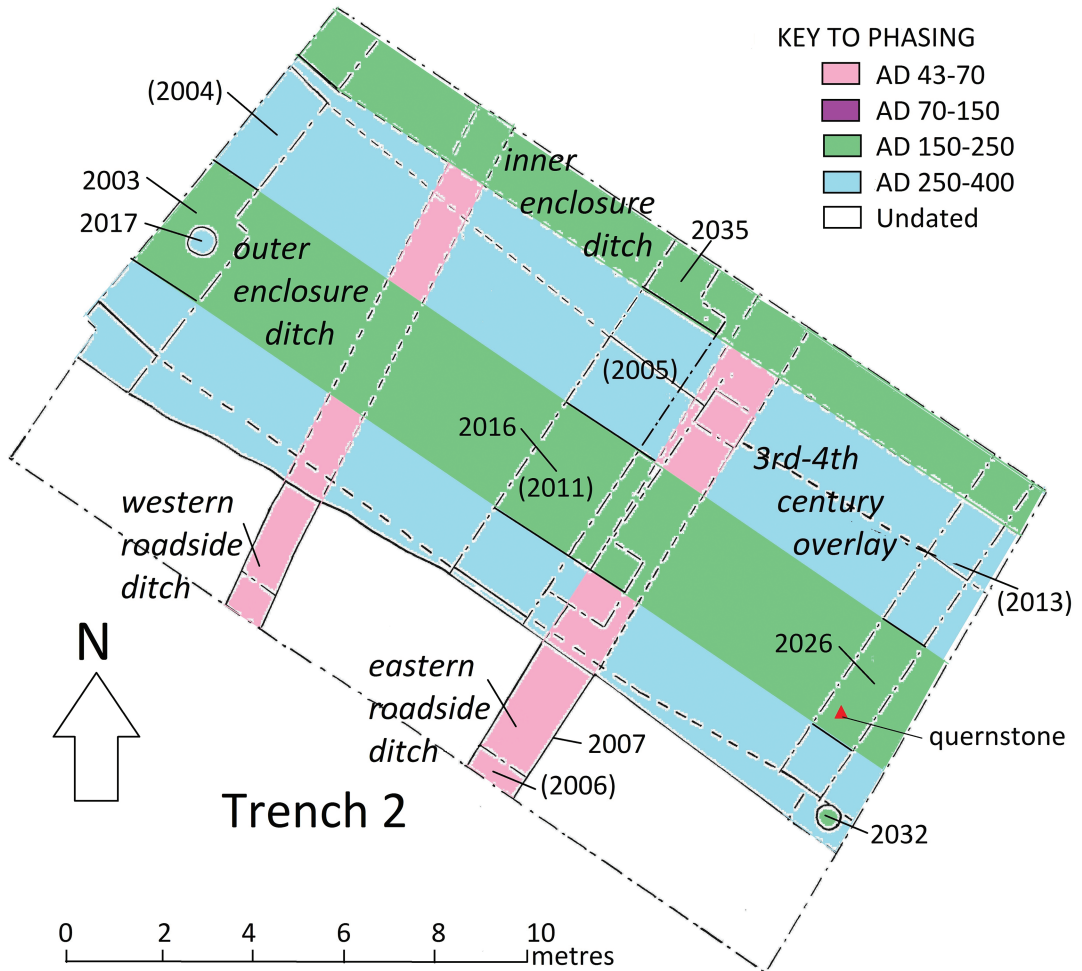 KEY TO PHASING
AD 43-70
AD 70-150
AD 150-250
AD 250-400
Undated
(2004)
inner
enclosure
ditch
2003
2017
2035
outer
enclosure
ditch
(2005)
2016
(2011)
3rd-4th
century
overlay
western
roadside
ditch
(2013)
2026
N
eastern
roadside
ditch
quernstone
2007
(2006)
Trench 2
2032
0 2 4 6 8 10
metres